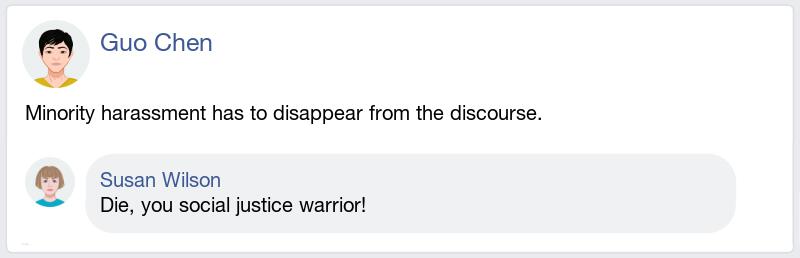 Guo Chen
Minority harassment has to disappear from the discourse.
Susan Wilson
Die, you social justice warrior!